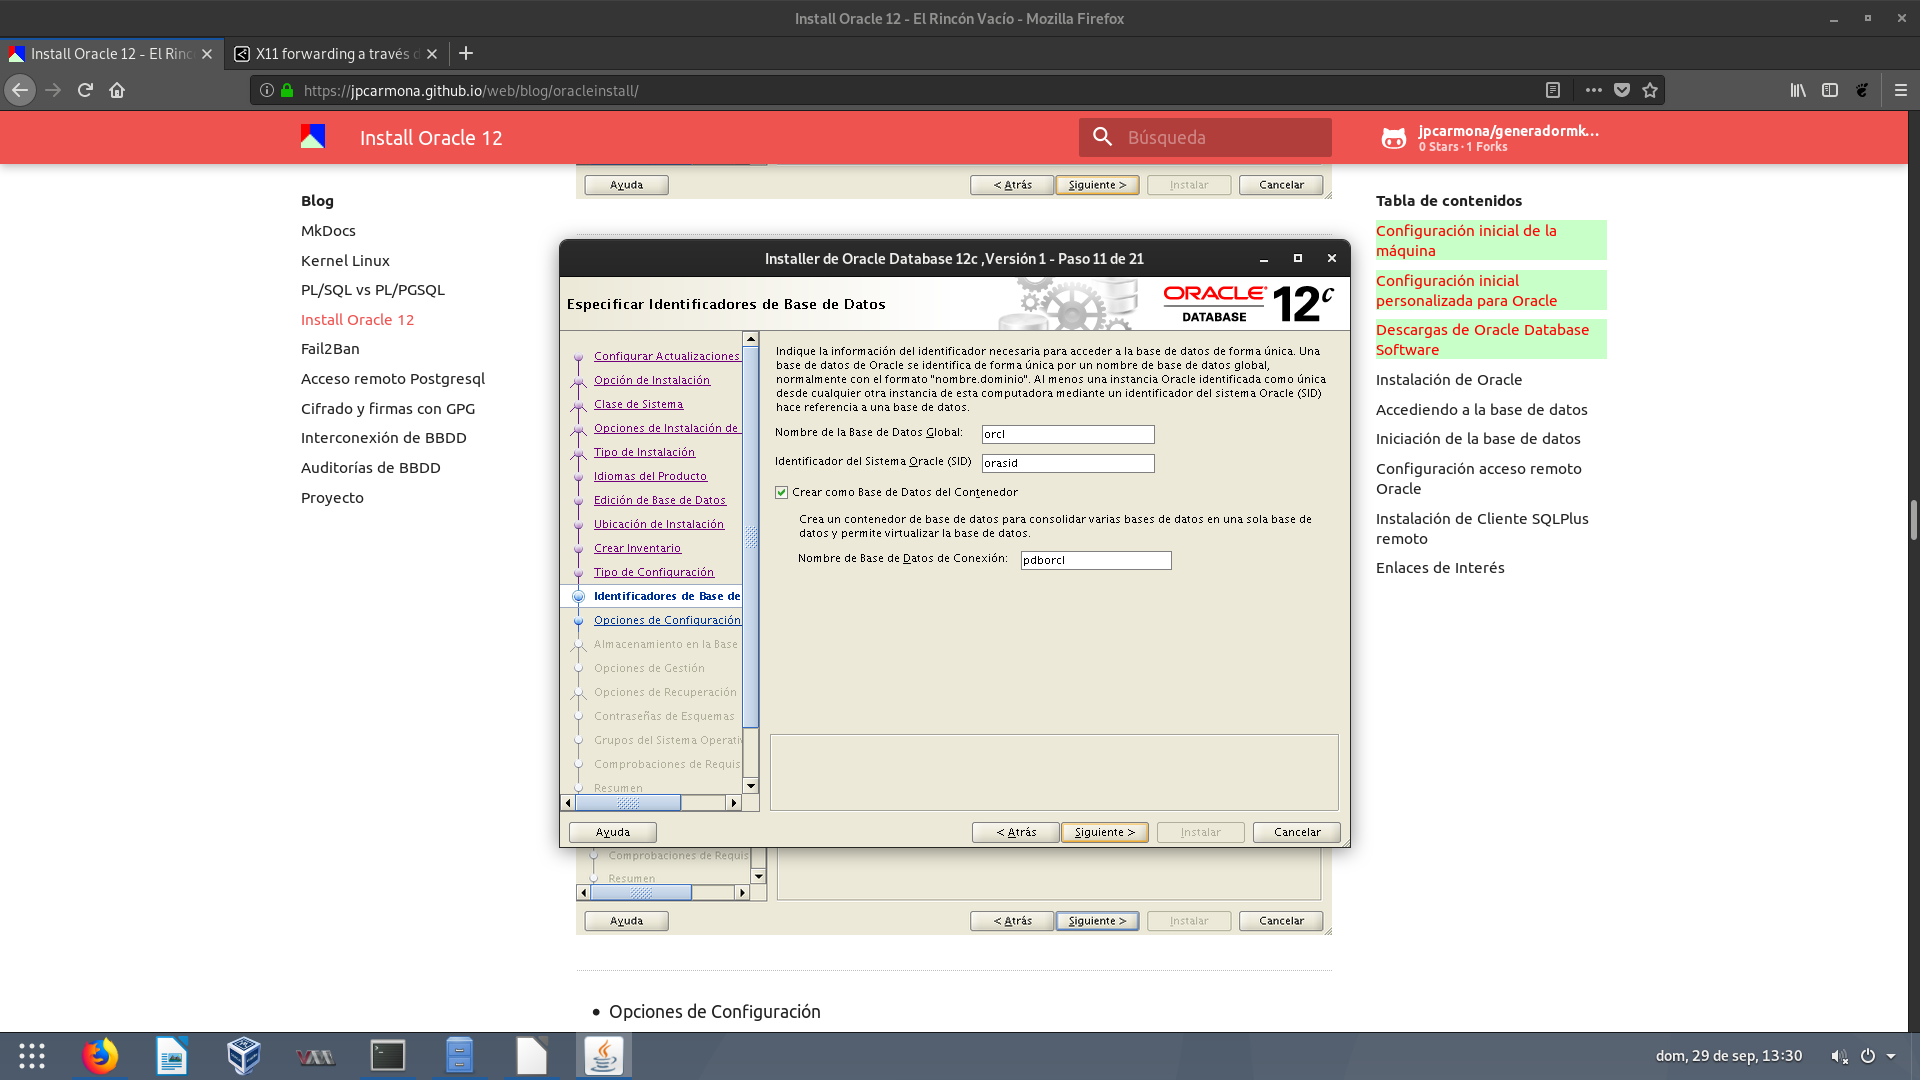 Install Oracle 12 - El Rincón Vacío - Mozilla Firefox
Install Oracle 12 - El Rinc
X11 forwarding a través d
https://jpcarmona.github.io/web/blog/oracleinstall/
Install Oracle 12
Búsqueda
jpcarmona/generadormk...
0 Stars · 1 Forks
Blog
MkDocs
Kernel Linux
PL/SQL vs PL/PGSQL
Install Oracle 12
Fail2Ban
Acceso remoto Postgresql
Cifrado y firmas con GPG
Interconexión de BBDD
Auditorías de BBDD
Proyecto
Ayuda
< Atrás
Siguiente >
Instalar
Cancelar
Installer de Oracle Database 12c ,Versión 1 - Paso 11 de 21
Especificar Identificadores de Base de Datos
ORACLE
DATABASE
12c
Configurar Actualizaciones
Opción de Instalación
Clase de Sistema
Opciones de Instalación de
Tipo de Instalación
Idiomas del Producto
Edición de Base de Datos
Ubicación de Instalación
Crear Inventario
Tipo de Configuración
Identificadores de Base de
Opciones de Configuración
Almacenamiento en la Base
Opciones de Gestión
Opciones de Recuperación
Contraseñas de Esquemas
Grupos del Sistema Operativ
Comprobaciones de Requis
Resumen
Indique la información del identificador necesaria para acceder a la base de datos de forma única. Una
base de datos de Oracle se identifica de forma única por un nombre de base de datos global,
normalmente con el formato "nombre.dominio". Al menos una instancia Oracle identificada como única
desde cualquier otra instancia de esta computadora mediante un identificador del sistema Oracle (SID)
hace referencia a una base de datos.
Nombre de la Base de Datos Global:
orcl
Identificador del Sistema Oracle (SID)
orasid
Crear como Base de Datos del Contenedor
Crea un contenedor de base de datos para consolidar varias bases de datos en una sola base de
datos y permite virtualizar la base de datos.
Nombre de Base de Datos de Conexión:
pdborcl
Ayuda
< Atrás
Siguiente >
Instalar
Cancelar
Comprobaciones de Requis
Resumen
Ayuda
< Atrás
Siguiente >
Instalar
Cancelar
Opciones de Configuración
Tabla de contenidos
Configuración inicial de la
máquina
Configuración inicial
personalizada para Oracle
Descargas de Oracle Database
Software
Instalación de Oracle
Accediendo a la base de datos
Iniciación de la base de datos
Configuración acceso remoto
Oracle
Instalación de Cliente SQLPlus
remoto
Enlaces de Interés
dom, 29 de sep, 13:30